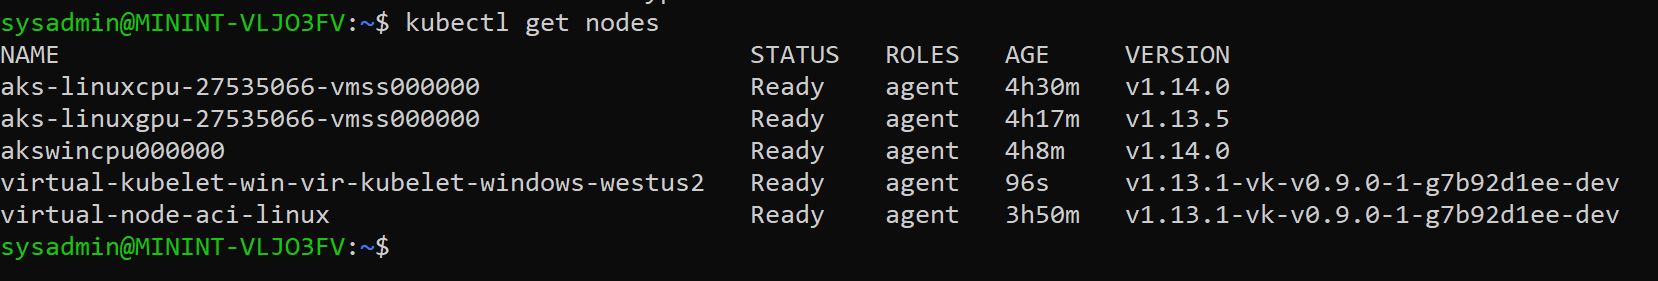 sysadmin@MININT-VLJO3FV:~$ kubectl get nodes
NAME STATUS ROLES AGE VERSION
aks-linuxcpu-27535066-vmss000000 Ready agent 4h30m v1.14.0
aks-linuxgpu-27535066-vmss000000 Ready agent 4h17m v1.13.5
akswincpu000000 Ready agent 4h8m v1.14.0
virtual-kubelet-win-vir-kubelet-windows-westus2 Ready agent 96s v1.13.1-vk-v0.9.0-1-g7b92d1ee-dev
virtual-node-aci-linux Ready agent 3h50m v1.13.1-vk-v0.9.0-1-g7b92d1ee-dev
sysadmin@MININT-VLJO3FV:~$